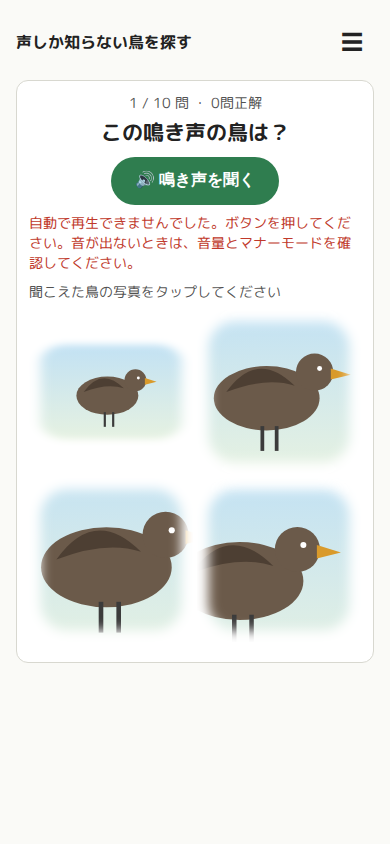 声しか知らない鳥を探す
1 / 10 問 · 0問正解
この鳴き声の鳥は？
🔊 鳴き声を聞く
自動で再生できませんでした。ボタンを押してくだ
さい。音が出ないときは、音量とマナーモードを確
認してください。
聞こえた鳥の写真をタップしてください